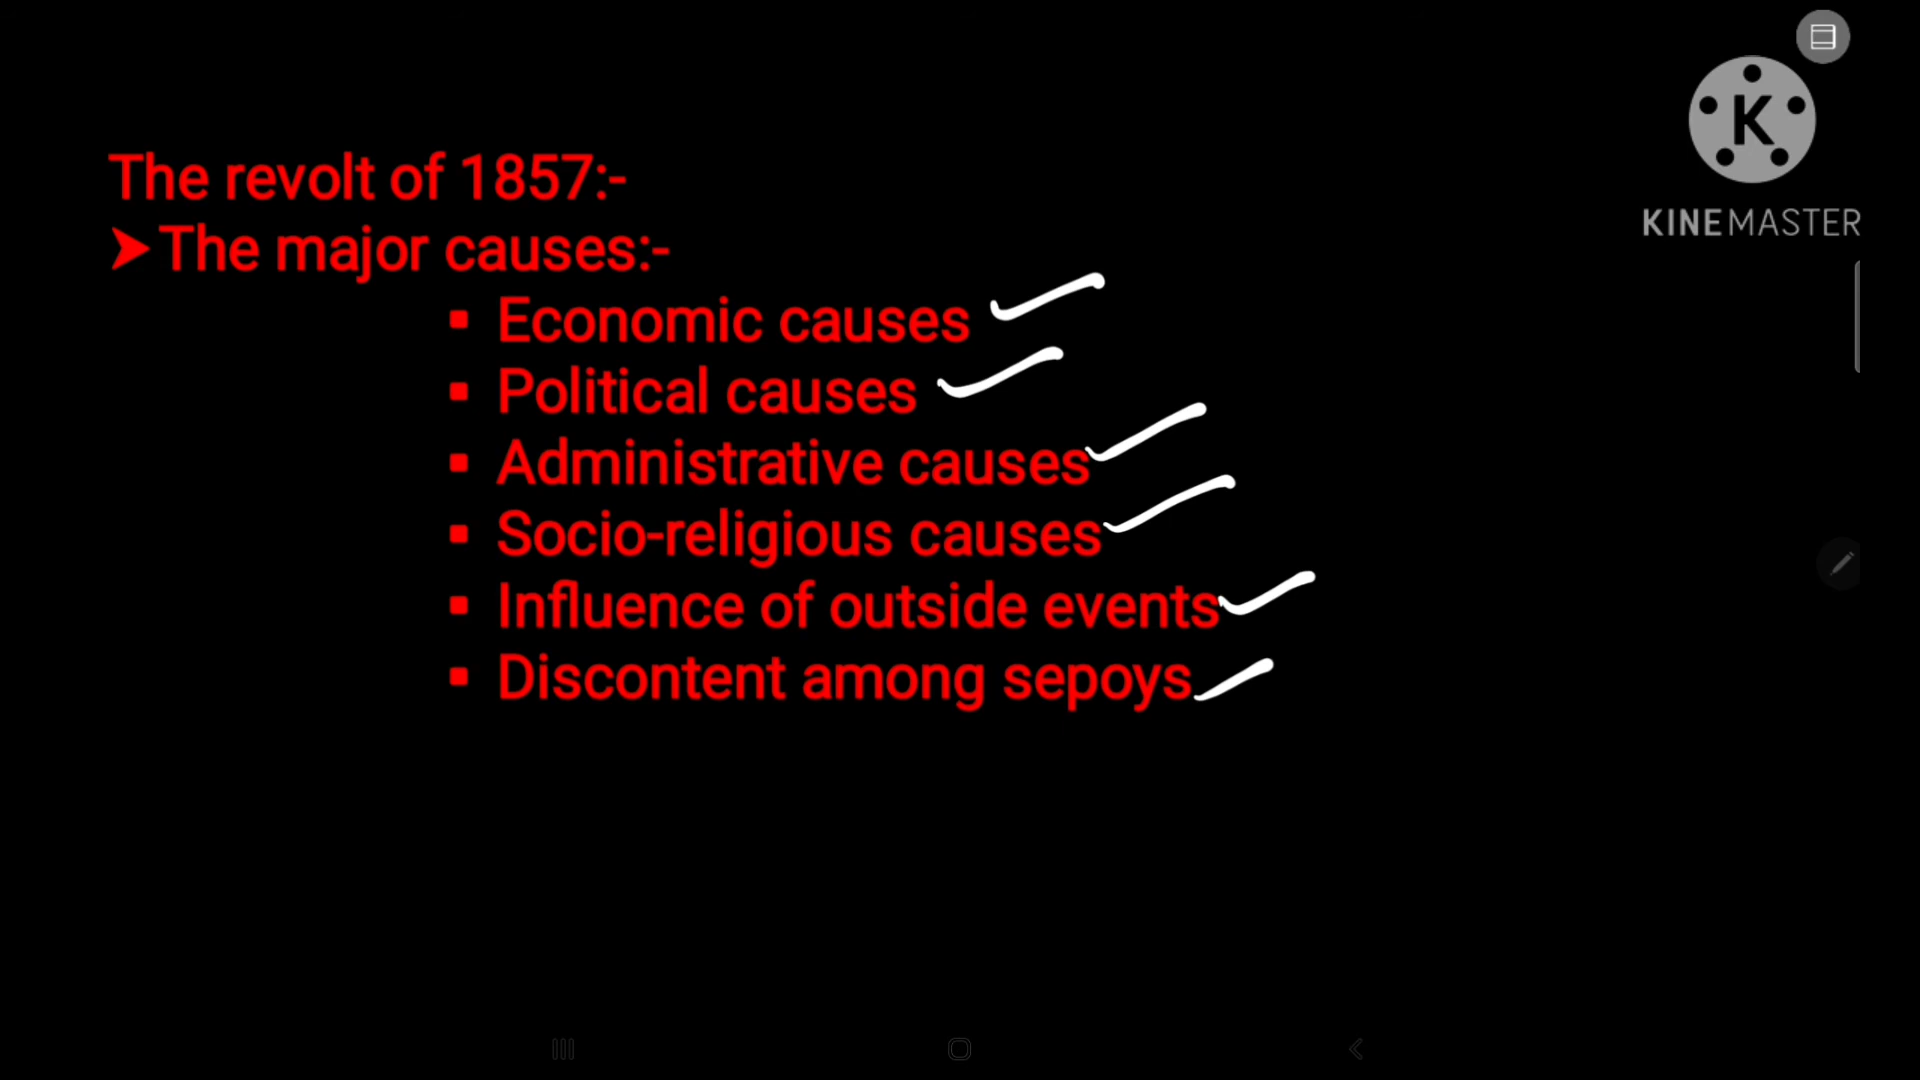 The revolt of 1857:-
➤The major causes:-
▪ Economic causes
▪ Political causes
▪ Administrative causes
▪ Socio-religious causes
▪ Influence of outside events
▪ Discontent among sepoys
K
KINEMASTER